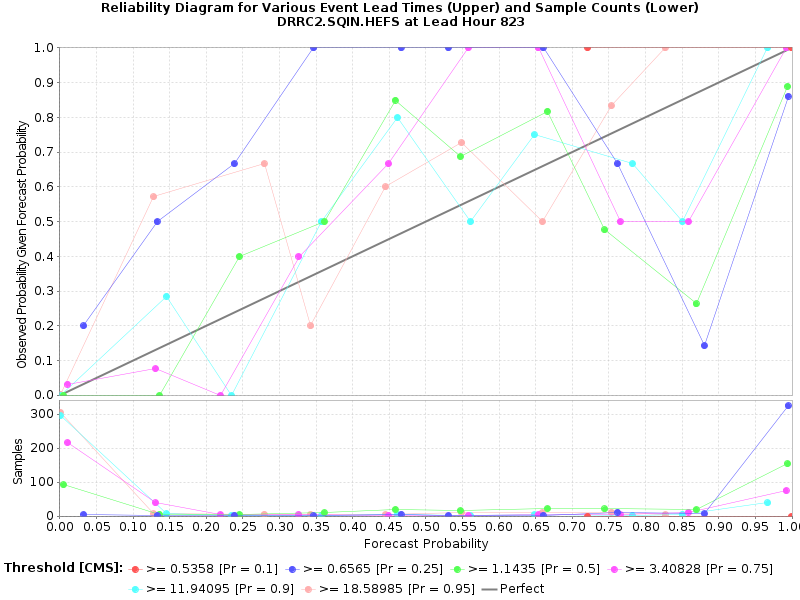 Reliability Diagram for Various Event Lead Times (Upper) and Sample Counts (Lower)
DRRC2.SQIN.HEFS at Lead Hour 823
Observed Probability Given Forecast Probability
1.0
0.9
0.8
0.7
0.6
0.5
0.4
0.3
0.2
0.1
0.0
Samples
300
200
100
0
0.00 0.05 0.10 0.15 0.20 0.25 0.30 0.35 0.40 0.45 0.50 0.55 0.60 0.65 0.70 0.75 0.80 0.85 0.90 0.95 1.0
Forecast Probability
Threshold [CMS]: >= 0.5358 [Pr = 0.1] >= 0.6565 [Pr = 0.25] >= 1.1435 [Pr = 0.5] >= 3.40828 [Pr = 0.75]
>= 11.94095 [Pr = 0.9] >= 18.58985 [Pr = 0.95] Perfect